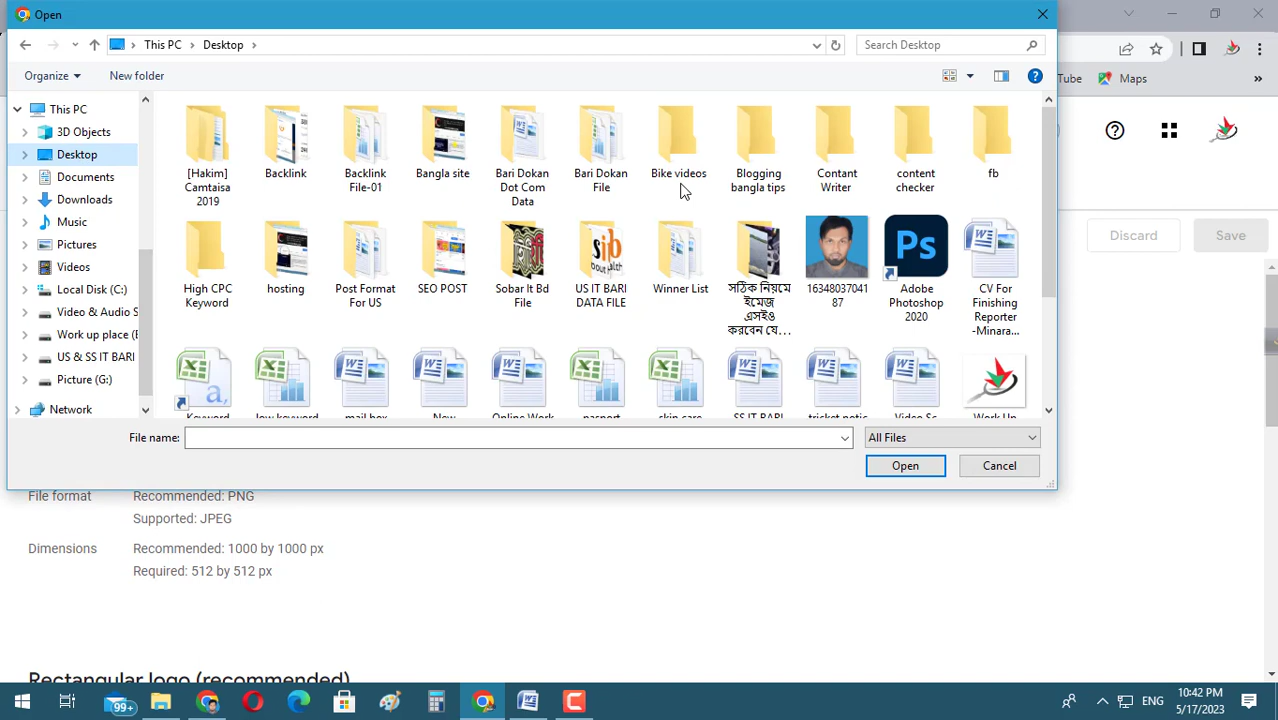 Open
This PC
Desktop
Search Desktop
Organize
New folder
Tube
Maps
This PC
3D Objects
Desktop
Documents
Downloads
Music
Pictures
Videos
Local Disk (C:)
Video & Audio S
Work up place (E
US & SS IT BARI
Picture (G:)
Network
[Hakim]
Camtaisa
2019
Backlink
Backlink
File-01
Bangla site
Bari Dokan
Dot Com
Data
Bari Dokan
File
Bike videos
Blogging
bangla tips
Contant
Writer
content
checker
fb
High CPC
Keyword
hosting
Post Format
For US
SEO POST
Sobar It Bd
File
US IT BARI
DATA FILE
Winner List
সঠিক নিয়মে
ইমেজ
এসইও
করবেন যে...
16348037041
87
Adobe
Photoshop
2020
CV For
Finishing
Reporter
-Minara...
Keyword
low keyword
mail box
New
Online Work
pasport
skin care
SS IT BARI
tricket notic
Video Sc
Work Up
File name:
All Files
Open
Cancel
Discard
Save
File format
Recommended: PNG
Supported: JPEG
Dimensions
Recommended: 1000 by 1000 px
Required: 512 by 512 px
Rectangular logo (recommended)
99+
ENG
10:42 PM
5/17/2023